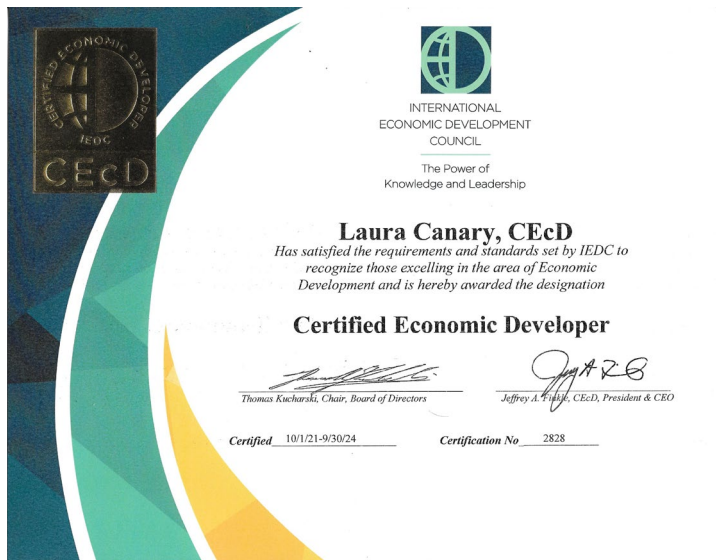 CERTIFIED ECONOMIC DEVELOPER
IEDC
CEcD
INTERNATIONAL
ECONOMIC DEVELOPMENT
COUNCIL
The Power of
Knowledge and Leadership
Laura Canary, CEcD
Has satisfied the requirements and standards set by IEDC to
recognize those excelling in the area of Economic
Development and is hereby awarded the designation
Certified Economic Developer
Thomas Kucharski, Chair, Board of Directors
Jeffrey A. Finkle, CEcD, President & CEO
Certified 10/1/21-9/30/24
Certification No 2828